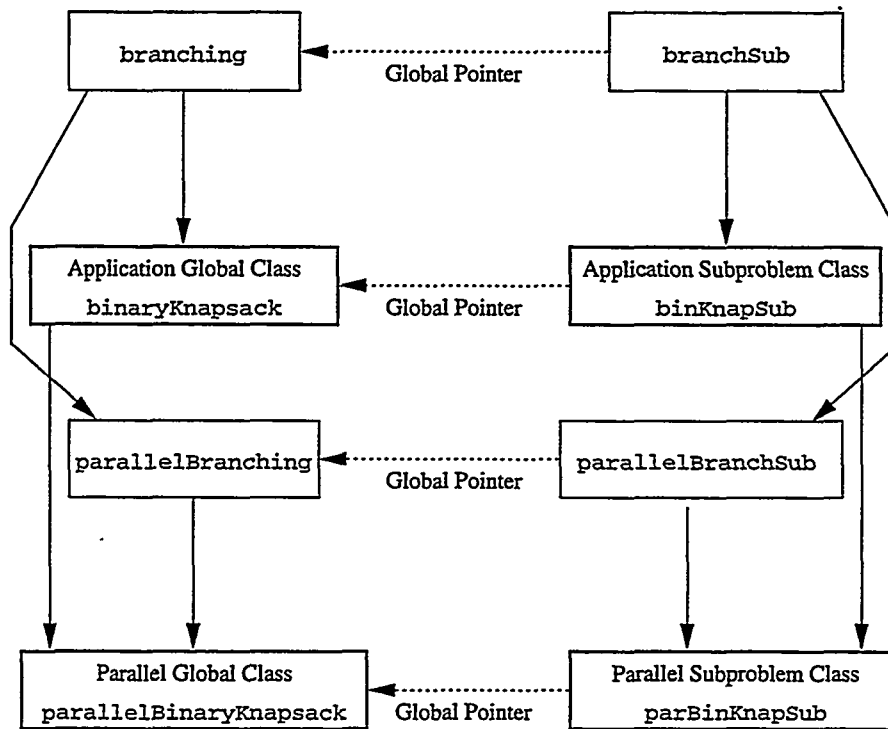 branching
Global Pointer
branchSub
Application Global Class
binaryKnapsack
Global Pointer
Application Subproblem Class
binKnapSub
parallelBranching
Global Pointer
parallelBranchSub
Parallel Global Class
parallelBinaryKnapsack
Global Pointer
Parallel Subproblem Class
parBinKnapSub